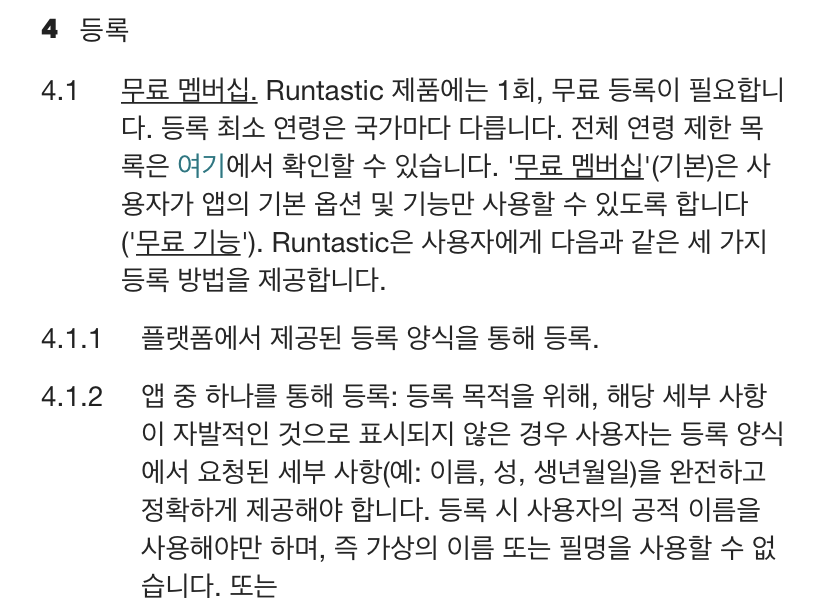 4 등록
4.1 무료 멤버십. Runtastic 제품에는 1회, 무료 등록이 필요합니
다. 등록 최소 연령은 국가마다 다릅니다. 전체 연령 제한 목
록은 여기에서 확인할 수 있습니다. '무료 멤버십'(기본)은 사
용자가 앱의 기본 옵션 및 기능만 사용할 수 있도록 합니다
('무료 기능'). Runtastic은 사용자에게 다음과 같은 세 가지
등록 방법을 제공합니다.
4.1.1 플랫폼에서 제공된 등록 양식을 통해 등록.
4.1.2 앱 중 하나를 통해 등록: 등록 목적을 위해, 해당 세부 사항
이 자발적인 것으로 표시되지 않은 경우 사용자는 등록 양식
에서 요청된 세부 사항(예: 이름, 성, 생년월일)을 완전하고
정확하게 제공해야 합니다. 등록 시 사용자의 공적 이름을
사용해야만 하며, 즉 가상의 이름 또는 필명을 사용할 수 없
습니다. 또는